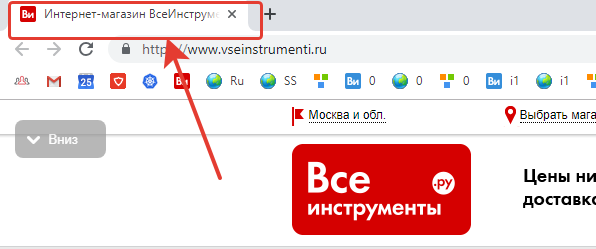 Ви Интернет-магазин ВсеИнструме
https://www.vseinstrumenti.ru
25 Ви Ru SS Ви 0 0 Ви i1 i1
Москва и обл.
Выбрать мага
Вниз
Все
.ру
инструменты
Цены ни
доставко